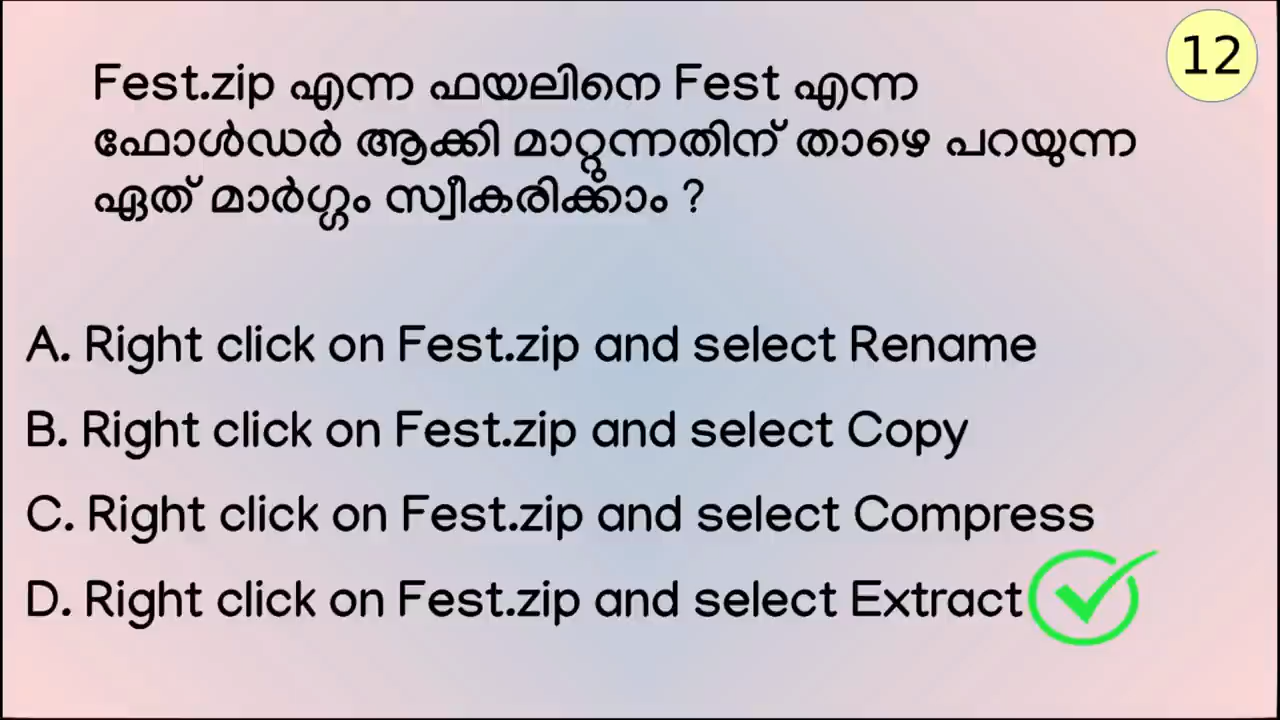 12
Fest.zip എന്ന ഫയലിനെ Fest എന്ന
ഫോൾഡർ ആക്കി മാറ്റുന്നതിന് താഴെ പറയുന്ന
ഏത് മാർഗ്ഗം സ്വീകരിക്കാം ?
A. Right click on Fest.zip and select Rename
B. Right click on Fest.zip and select Copy
C. Right click on Fest.zip and select Compress
D. Right click on Fest.zip and select Extract